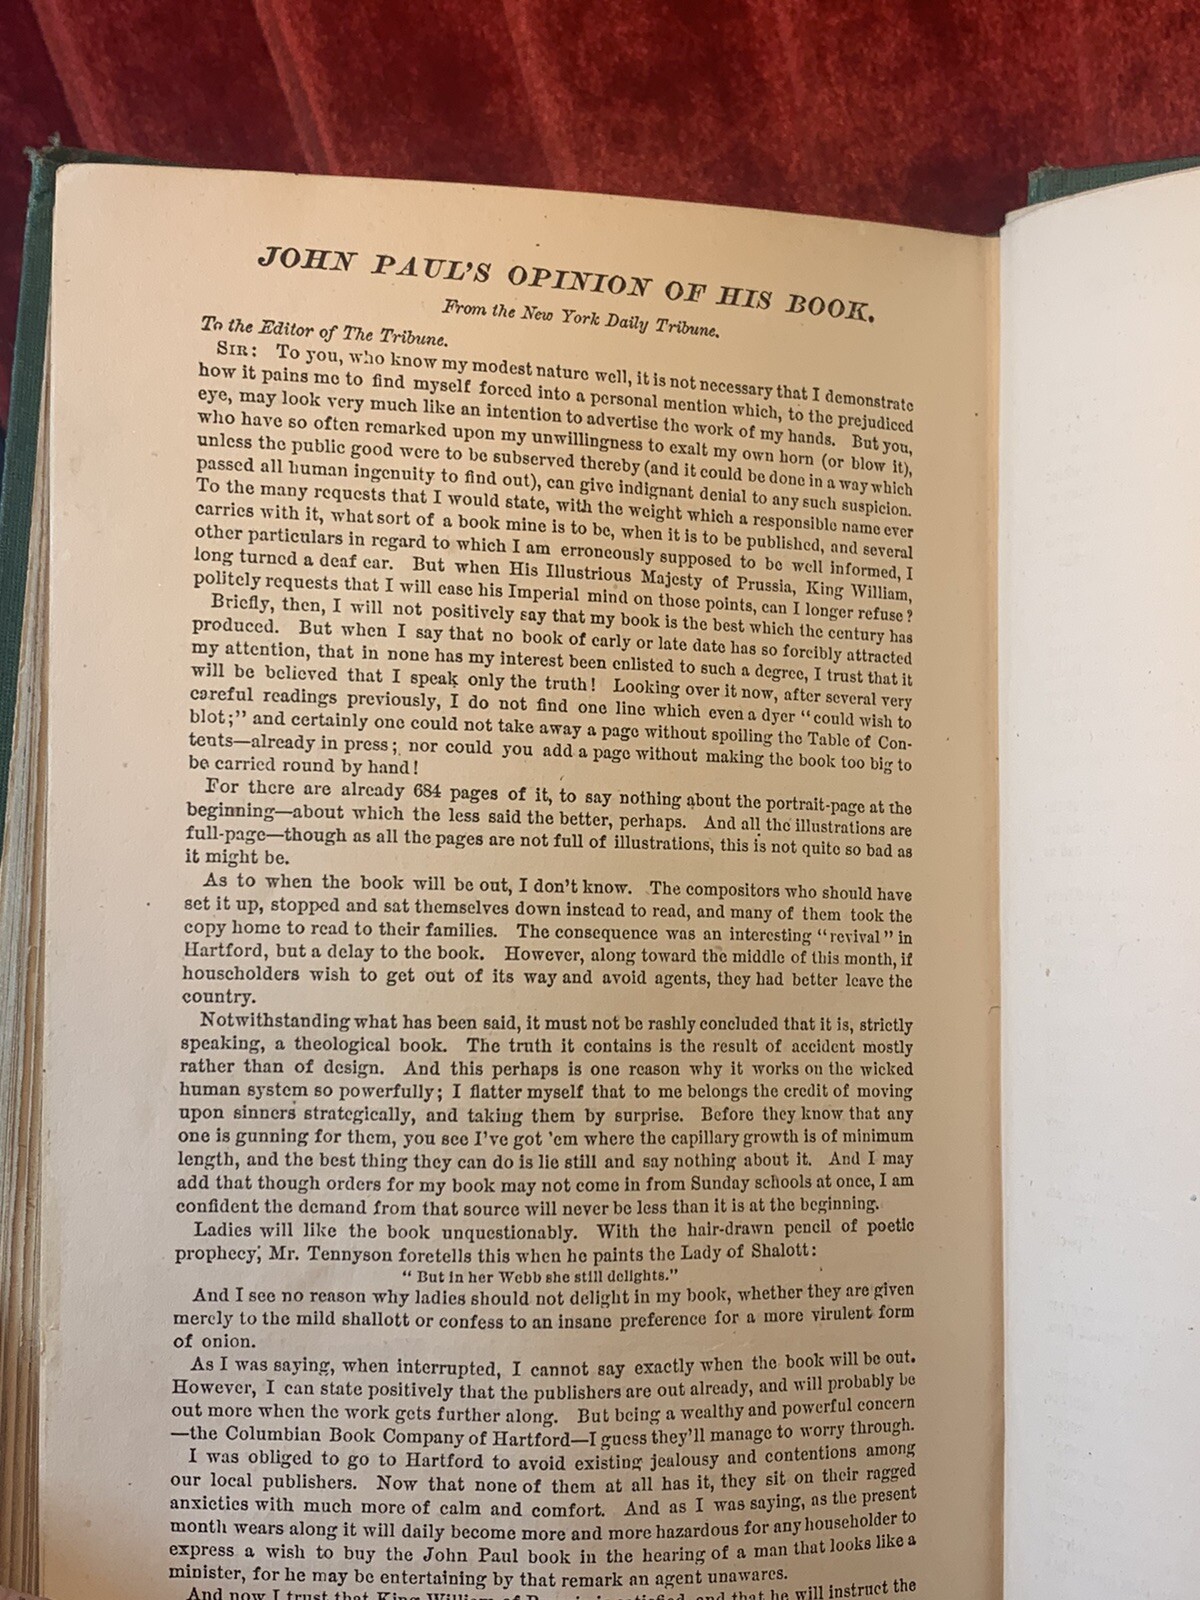 JOHN PAUL'S OPINION OF HIS BOOK.
From the New York Daily Tribune.
To the Editor of The Tribune.
SIR: To you, who know my modest nature well, it is not necessary that I demonstrate
how it pains me to find myself forced into a personal mention which, to the prejudiced
eye, may look very much like an intention to advertise the work of my hands. But you,
who have so often remarked upon my unwillingness to exalt my own horn (or blow it),
unless the public good were to be subserved thereby (and it could be done in a way which
passed all human ingenuity to find out), can give indignant denial to any such suspicion.
To the many requests that I would state, with the weight which a responsible name ever
carries with it, what sort of a book mine is to be, when it is to be published, and several
other particulars in regard to which I am erroneously supposed to be well informed, I
long turned a deaf ear. But when His Illustrious Majesty of Prussia, King William,
politely requests that I will ease his Imperial mind on those points, can I longer refuse?
Briefly, then, I will not positively say that my book is the best which the century has
produced. But when I say that no book of early or late date has so forcibly attracted
my attention, that in none has my interest been enlisted to such a degree, I trust that it
will be believed that I speak only the truth! Looking over it now, after several very
careful readings previously, I do not find one line which even a dyer "could wish to
blot;" and certainly one could not take away a page without spoiling the Table of Con-
tents—already in press; nor could you add a page without making the book too big to
be carried round by hand!
For there are already 684 pages of it, to say nothing about the portrait-page at the
beginning—about which the less said the better, perhaps. And all the illustrations are
full-page—though as all the pages are not full of illustrations, this is not quite so bad as
it might be.
As to when the book will be out, I don't know. The compositors who should have
set it up, stopped and sat themselves down instead to read, and many of them took the
copy home to read to their families. The consequence was an interesting "revival" in
Hartford, but a delay to the book. However, along toward the middle of this month, if
householders wish to get out of its way and avoid agents, they had better leave the
country.
Notwithstanding what has been said, it must not be rashly concluded that it is, strictly
speaking, a theological book. The truth it contains is the result of accident mostly
rather than of design. And this perhaps is one reason why it works on the wicked
human system so powerfully; I flatter myself that to me belongs the credit of moving
upon sinners strategically, and taking them by surprise. Before they know that any
one is gunning for them, you see I've got 'em where the capillary growth is of minimum
length, and the best thing they can do is lie still and say nothing about it. And I may
add that though orders for my book may not come in from Sunday schools at once, I am
confident the demand from that source will never be less than it is at the beginning.
Ladies will like the book unquestionably. With the hair-drawn pencil of poetic
prophecy, Mr. Tennyson foretells this when he paints the Lady of Shalott:
"But in her Webb she still delights."
And I see no reason why ladies should not delight in my book, whether they are given
merely to the mild shallott or confess to an insane preference for a more virulent form
of onion.
As I was saying, when interrupted, I cannot say exactly when the book will be out.
However, I can state positively that the publishers are out already, and will probably be
out more when the work gets further along. But being a wealthy and powerful concern
—the Columbian Book Company of Hartford—I guess they'll manage to worry through.
I was obliged to go to Hartford to avoid existing jealousy and contentions among
our local publishers. Now that none of them at all has it, they sit on their ragged
anxieties with much more of calm and comfort. And as I was saying, as the present
month wears along it will daily become more and more hazardous for any householder to
express a wish to buy the John Paul book in the hearing of a man that looks like a
minister, for he may be entertaining by that remark an agent unawares.
And now I trust that King William of satisfied, and that he will instruct the